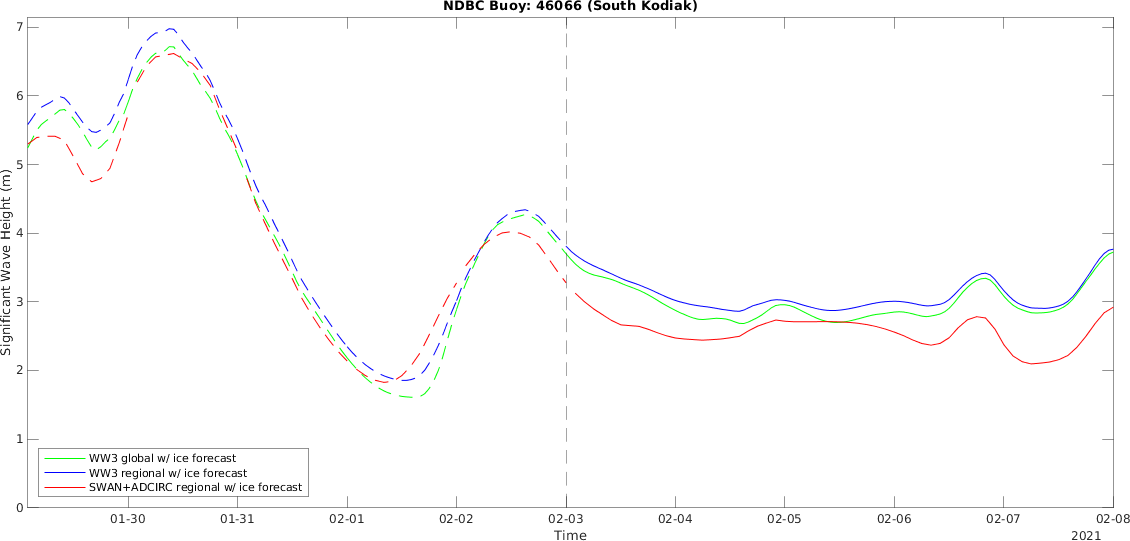 NDBC Buoy: 46066 (South Kodiak)
7
6
5
4
3
2
1
0
Significant Wave Height (m)
WW3 global w/ ice forecast
WW3 regional w/ ice forecast
SWAN+ADCIRC regional w/ ice forecast
01-30 01-31 02-01 02-02 02-03 02-04 02-05 02-06 02-07 02-08
Time
2021